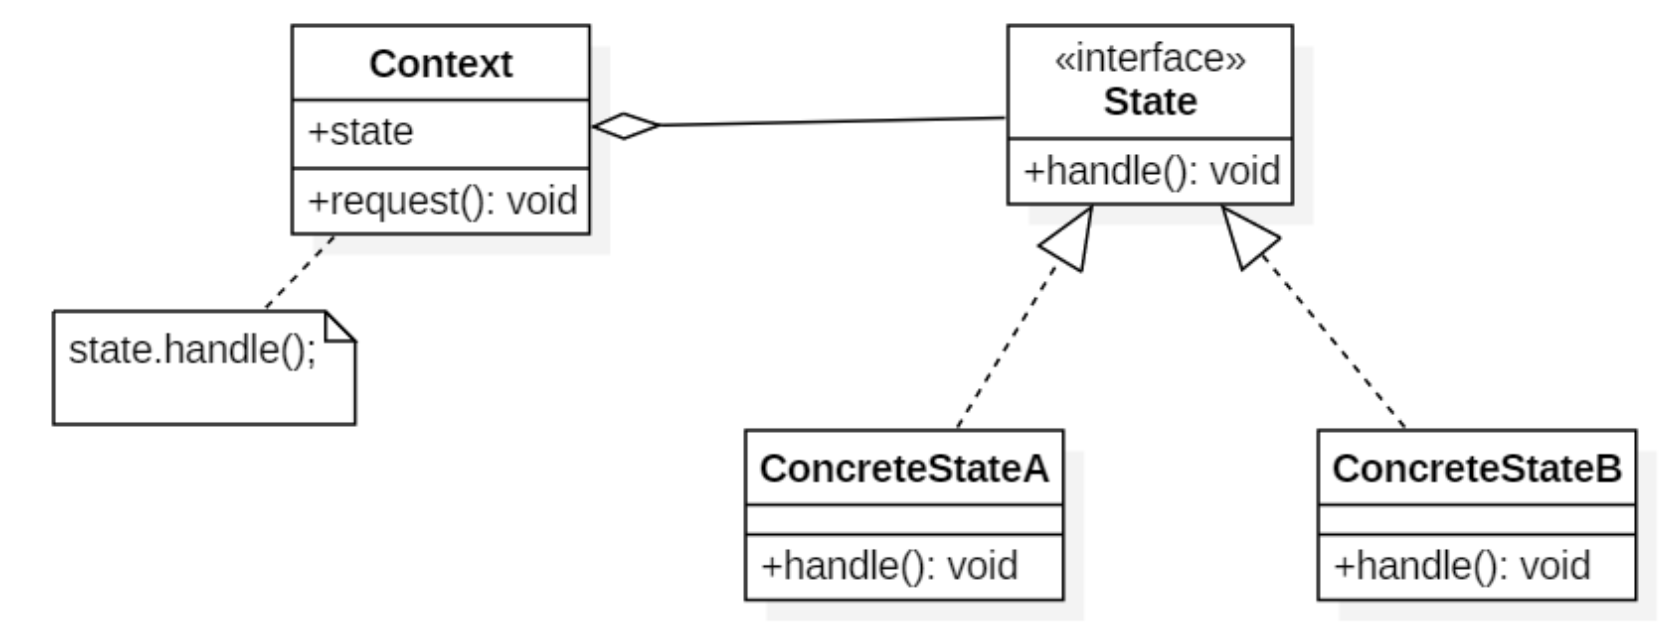 Context
+state
+request(): void
«interface»
State
+handle(): void
state.handle();
ConcreteStateA
+handle(): void
ConcreteStateB
+handle(): void